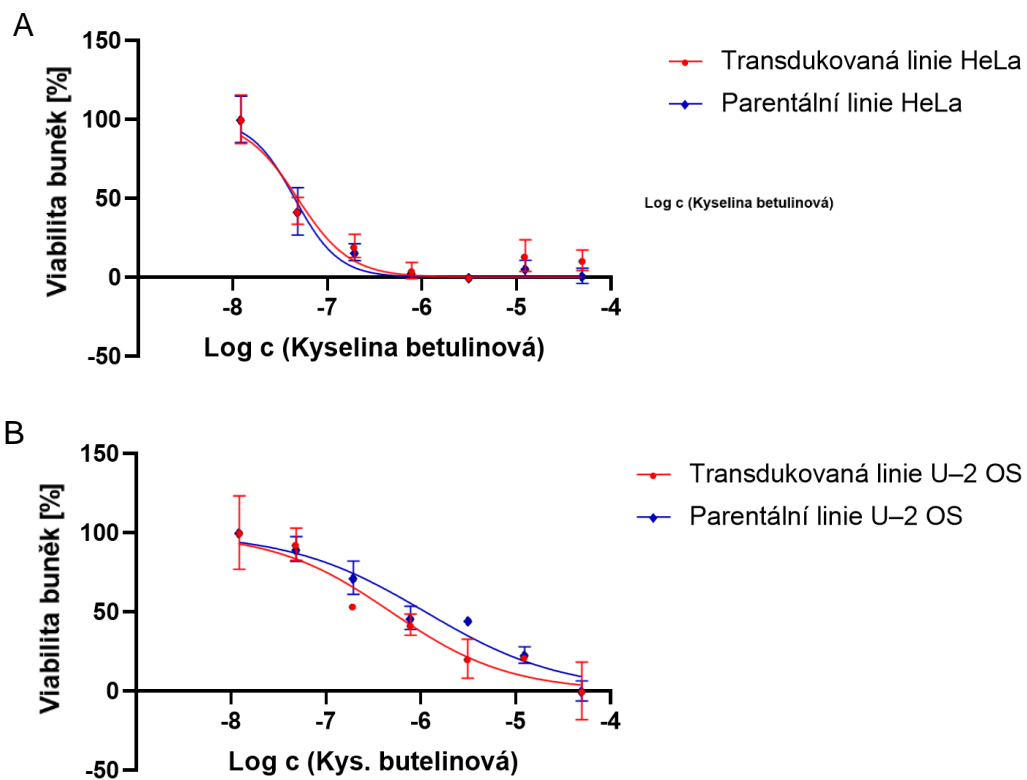 A
150
100
50
0
-50
Viabilita buněk [%]
-8 -7 -6 -5 -4
Log c (Kyselina betulinová)
Transdukovaná linie HeLa
Parentální linie HeLa
Log c (Kyselina betulinová)
B
150
100
50
0
-50
Viabilita buněk [%]
-8 -7 -6 -5 -4
Log c (Kys. butelinová)
Transdukovaná linie U–2 OS
Parentální linie U–2 OS